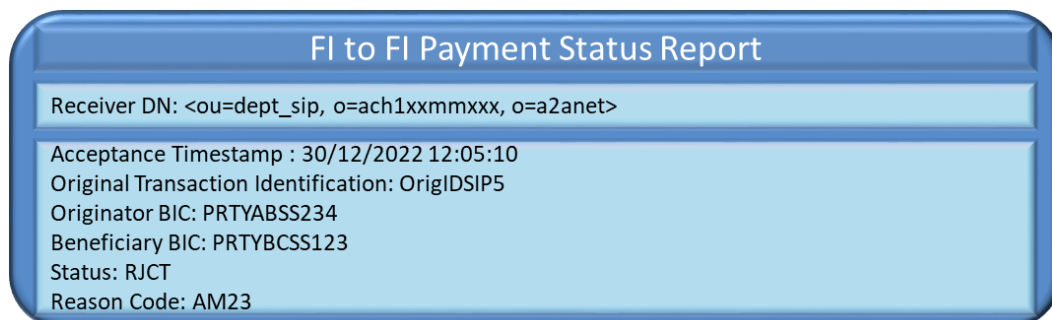 FI to FI Payment Status Report
Receiver DN: <ou=dept_sip, o=ach1xxmmxxx, o=a2anet>
Acceptance Timestamp : 30/12/2022 12:05:10
Original Transaction Identification: OrigIDSIP5
Originator BIC: PRTYABSS234
Beneficiary BIC: PRTYBCSS123
Status: RJCT
Reason Code: AM23